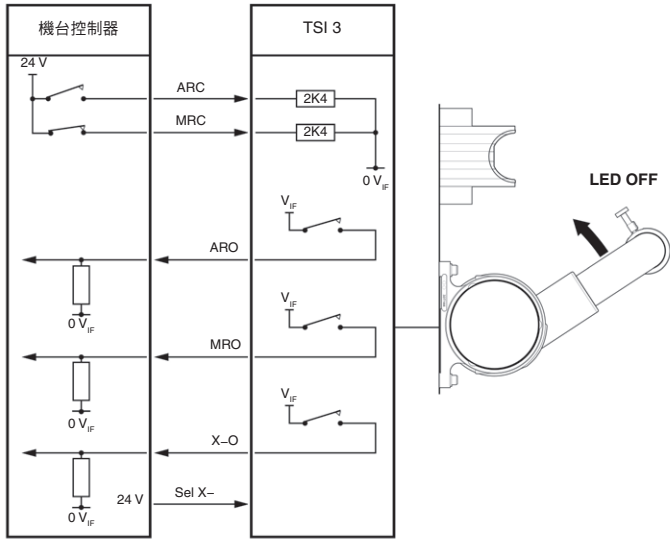 機台控制器
TSI 3
24 V
ARC
2K4
MRC
2K4
0 VIF
LED OFF
VIF
ARO
0 VIF
VIF
MRO
0 VIF
VIF
X–O
24 V
Sel X–
0 VIF